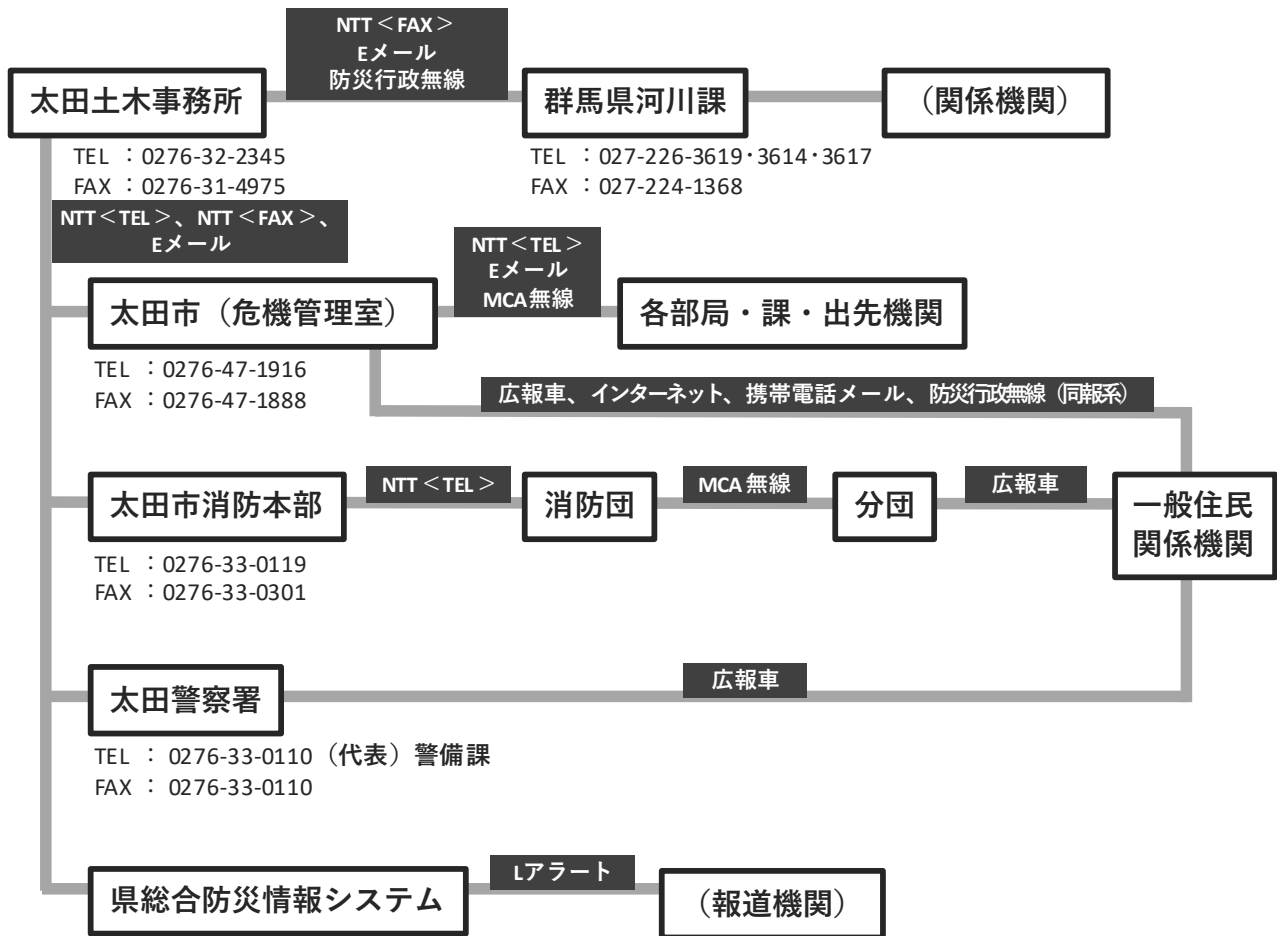 NTT＜FAX＞
Eメール
防災行政無線
太田土木事務所
群馬県河川課
（関係機関）
TEL ：0276-32-2345
FAX ：0276-31-4975
TEL ：027-226-3619・3614・3617
FAX ：027-224-1368
NTT＜TEL＞、NTT＜FAX＞、
Eメール
NTT＜TEL＞
Eメール
MCA無線
太田市（危機管理室）
各部局・課・出先機関
TEL ：0276-47-1916
FAX ：0276-47-1888
広報車、インターネット、携帯電話メール、防災行政無線（同報系）
太田市消防本部
NTT＜TEL＞
消防団
MCA無線
分団
広報車
一般住民
関係機関
TEL ：0276-33-0119
FAX ：0276-33-0301
太田警察署
広報車
TEL ： 0276-33-0110（代表）警備課
FAX ： 0276-33-0110
県総合防災情報システム
Lアラート
（報道機関）